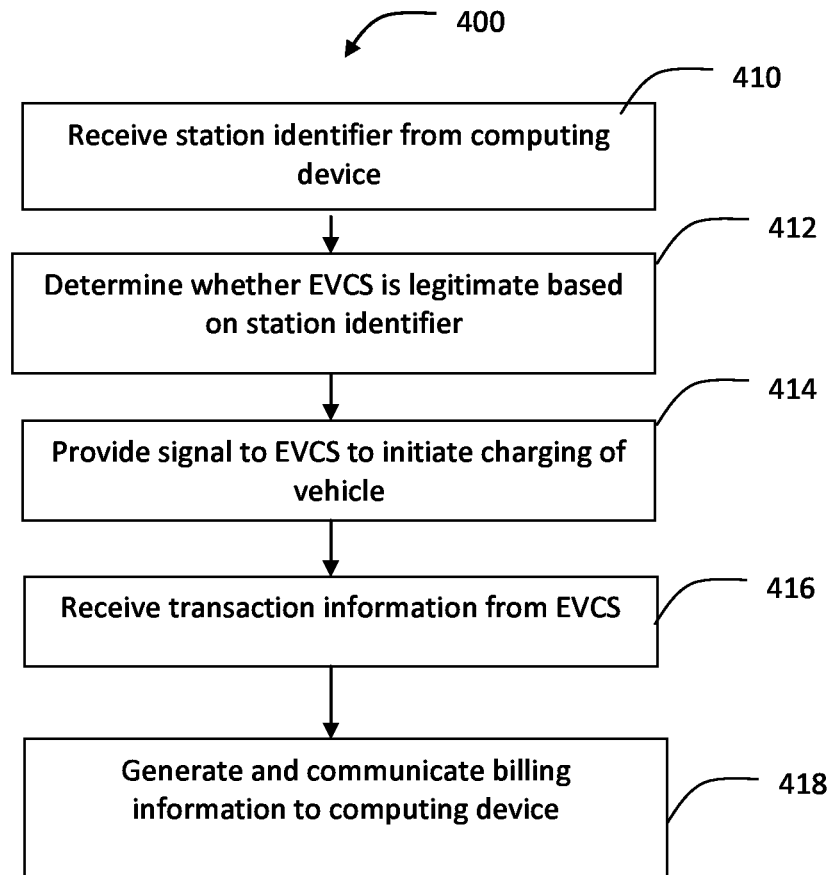 400
410
Receive station identifier from computing
device
412
Determine whether EVCS is legitimate based
on station identifier
414
Provide signal to EVCS to initiate charging of
vehicle
416
Receive transaction information from EVCS
Generate and communicate billing
information to computing device
418